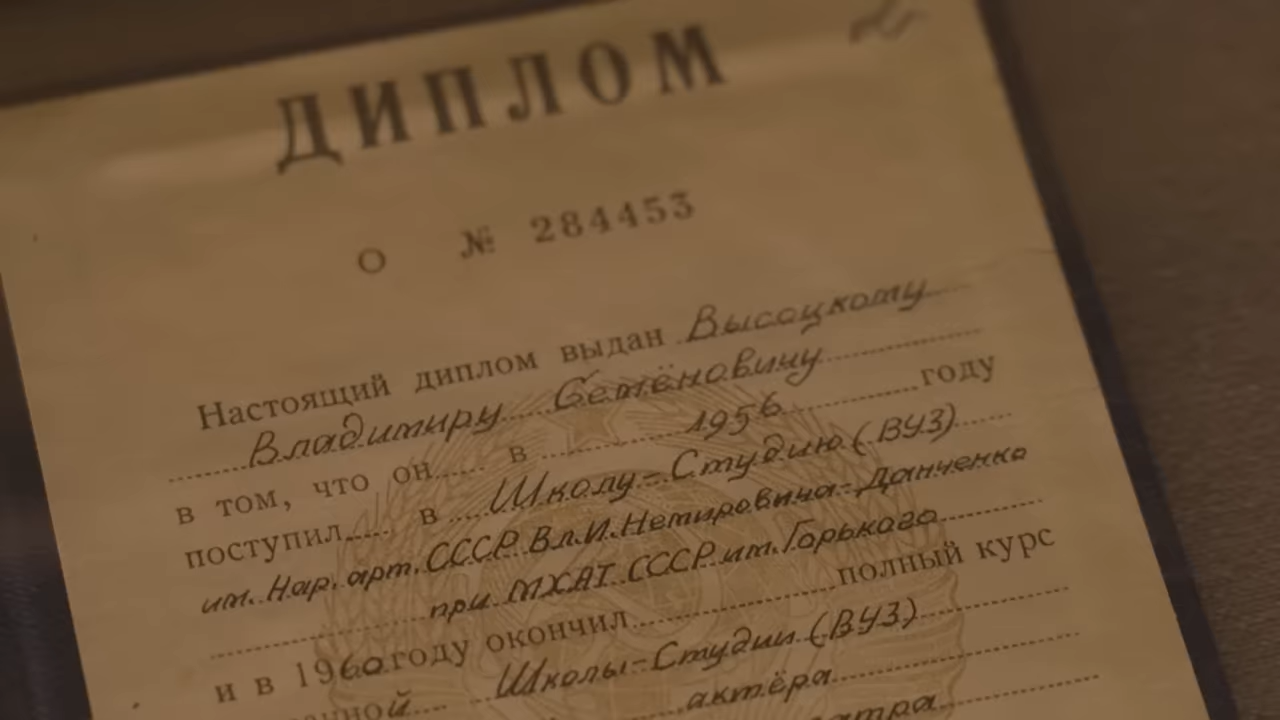 ДИПЛОМ
О № 284453
Настоящий диплом выдан Высоцкому
Владимиру Семёновичу
в том, что он в 1956 году
поступил в Школу-Студию (ВУЗ)
им. Нар. арт. СССР Вл.И.Немировича-Данченко
при МХАТ СССР им. Горького
и в 1960 году окончил полный курс
Школы-Студии (ВУЗ)
актёра